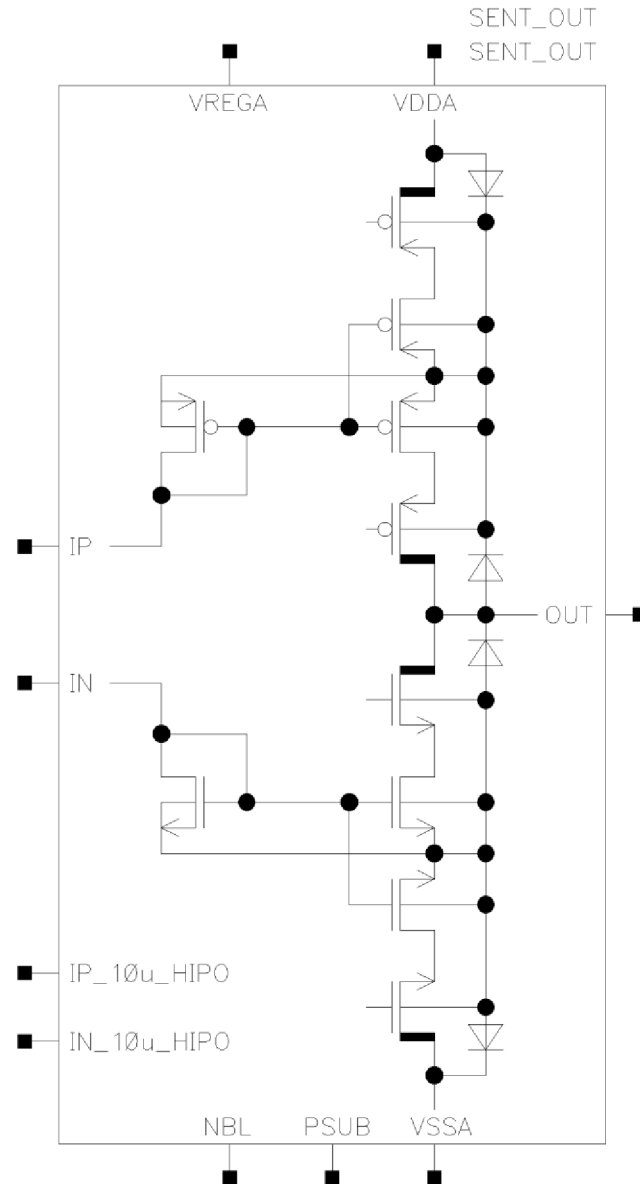 SENT_OUT
SENT_OUT
VREGA
VDDA
IP
OUT
IN
IP_10u_HIPO
IN_10u_HIPO
NBL
PSUB
VSSA